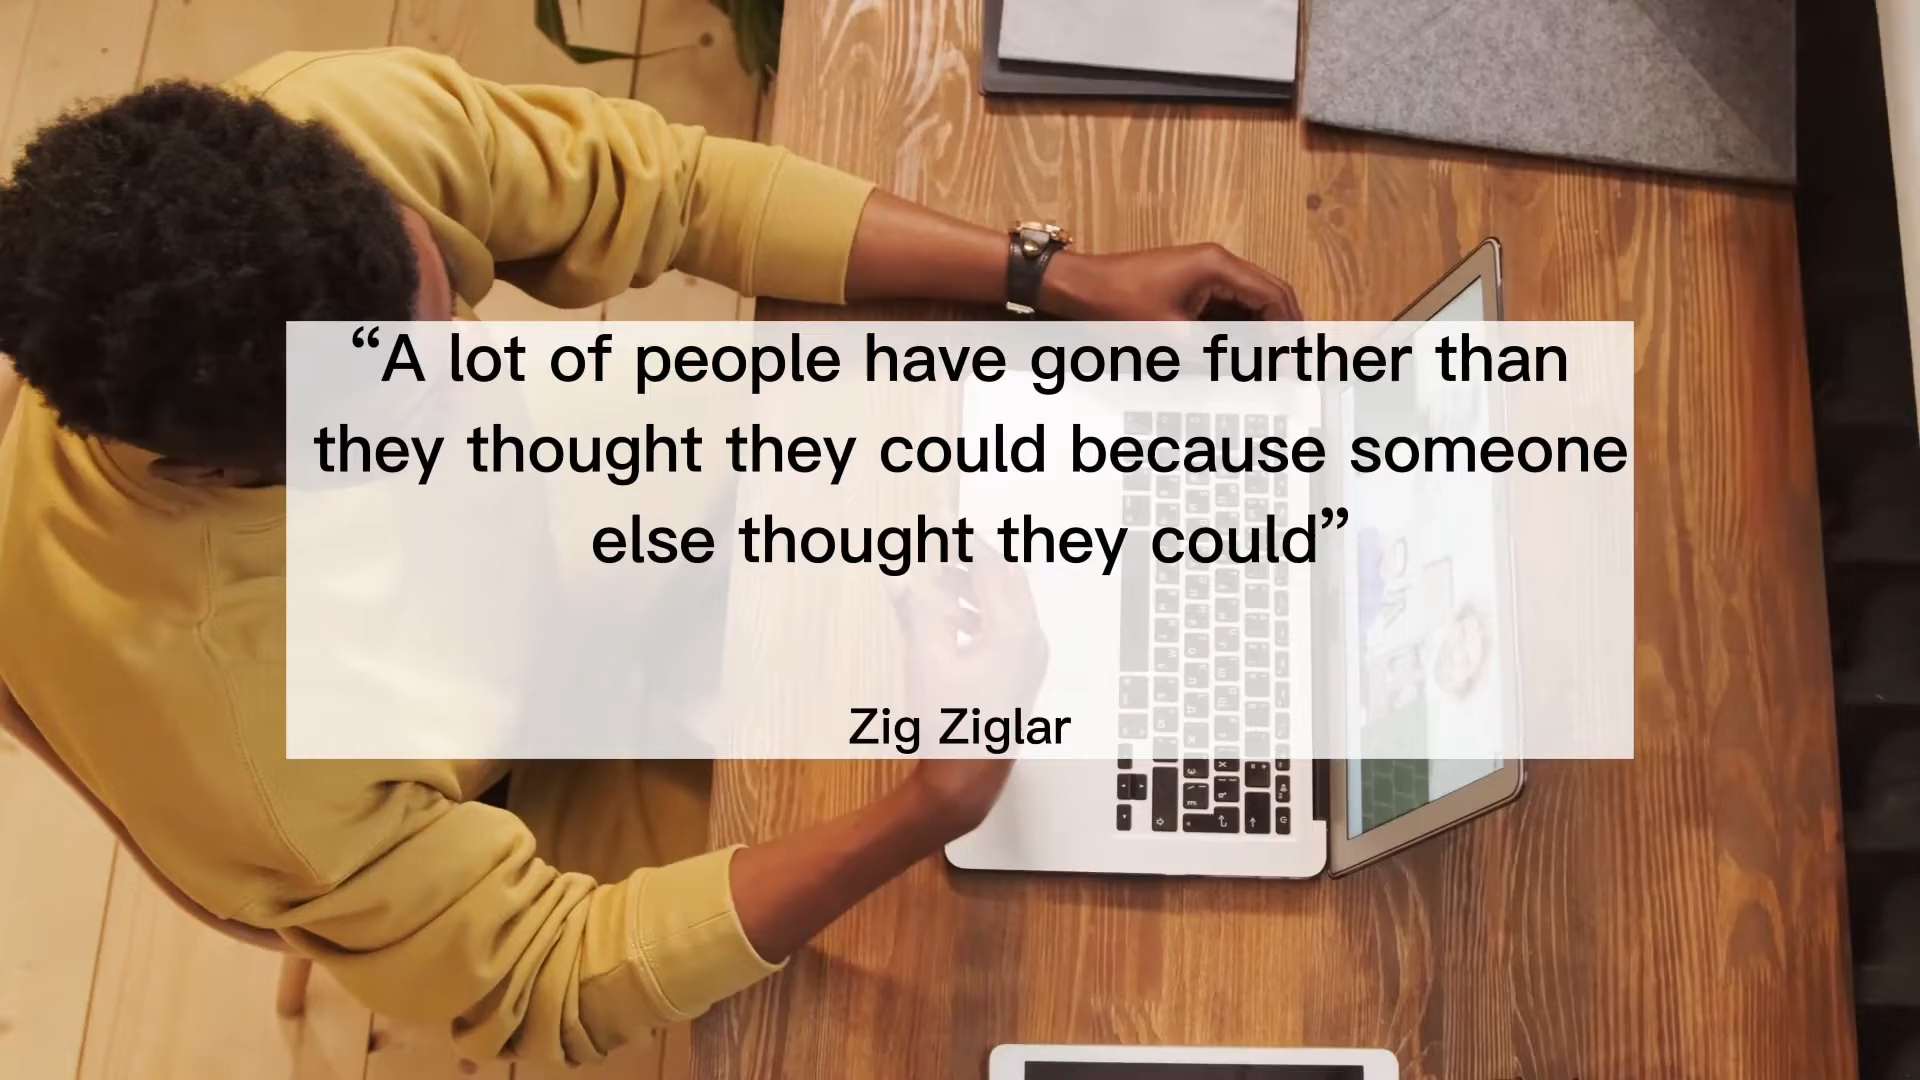 “A lot of people have gone further than
they thought they could because someone
else thought they could”
Zig Ziglar